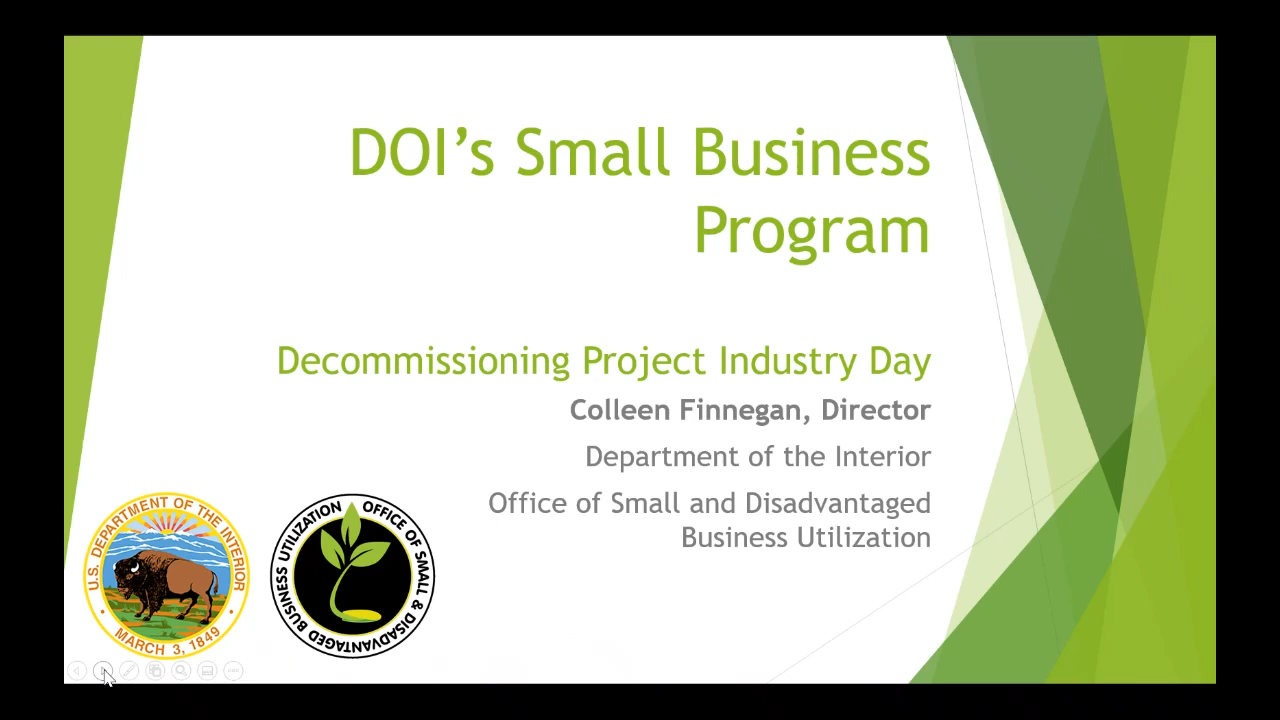 DOI’s Small Business
Program
Decommissioning Project Industry Day
Colleen Finnegan, Director
Department of the Interior
Office of Small and Disadvantaged
Business Utilization
U.S. DEPARTMENT OF THE INTERIOR
MARCH 3, 1849
OFFICE OF SMALL & DISADVANTAGED BUSINESS UTILIZATION